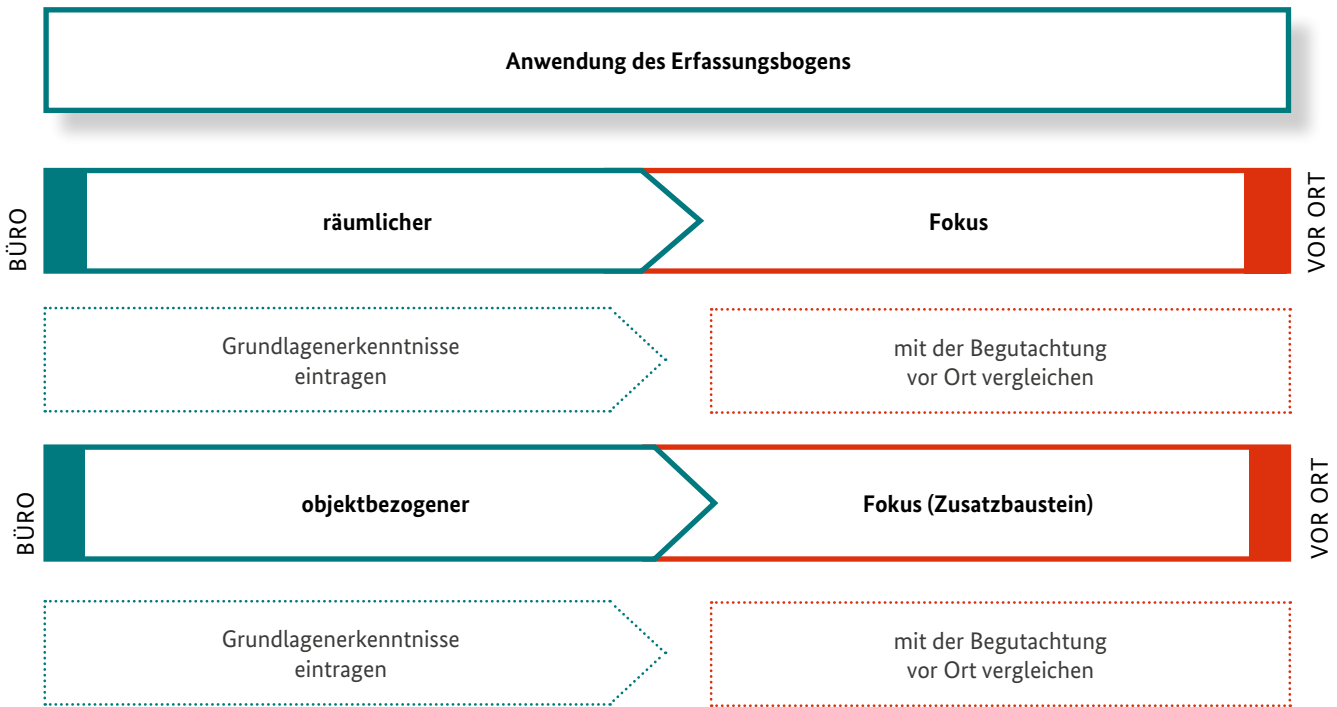 Anwendung des Erfassungsbogens
BÜRO
räumlicher
Fokus
VOR ORT
Grundlagenerkenntnisse
eintragen
mit der Begutachtung
vor Ort vergleichen
BÜRO
objektbezogener
Fokus (Zusatzbaustein)
VOR ORT
Grundlagenerkenntnisse
eintragen
mit der Begutachtung
vor Ort vergleichen